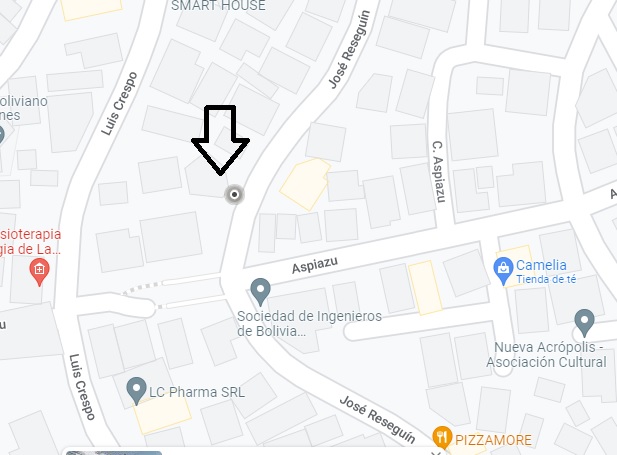 SMART HOUSE
José Reseguín
Luis Crespo
oliviano
nes
C. Aspiazu
A
sioterapia
gia de La...
Aspiazu
Camelia
Tienda de té
Sociedad de Ingenieros
de Bolivia...
u
Nueva Acrópolis -
Asociación Cultural
Luis Crespo
LC Pharma SRL
José Reseguín
PIZZAMORE